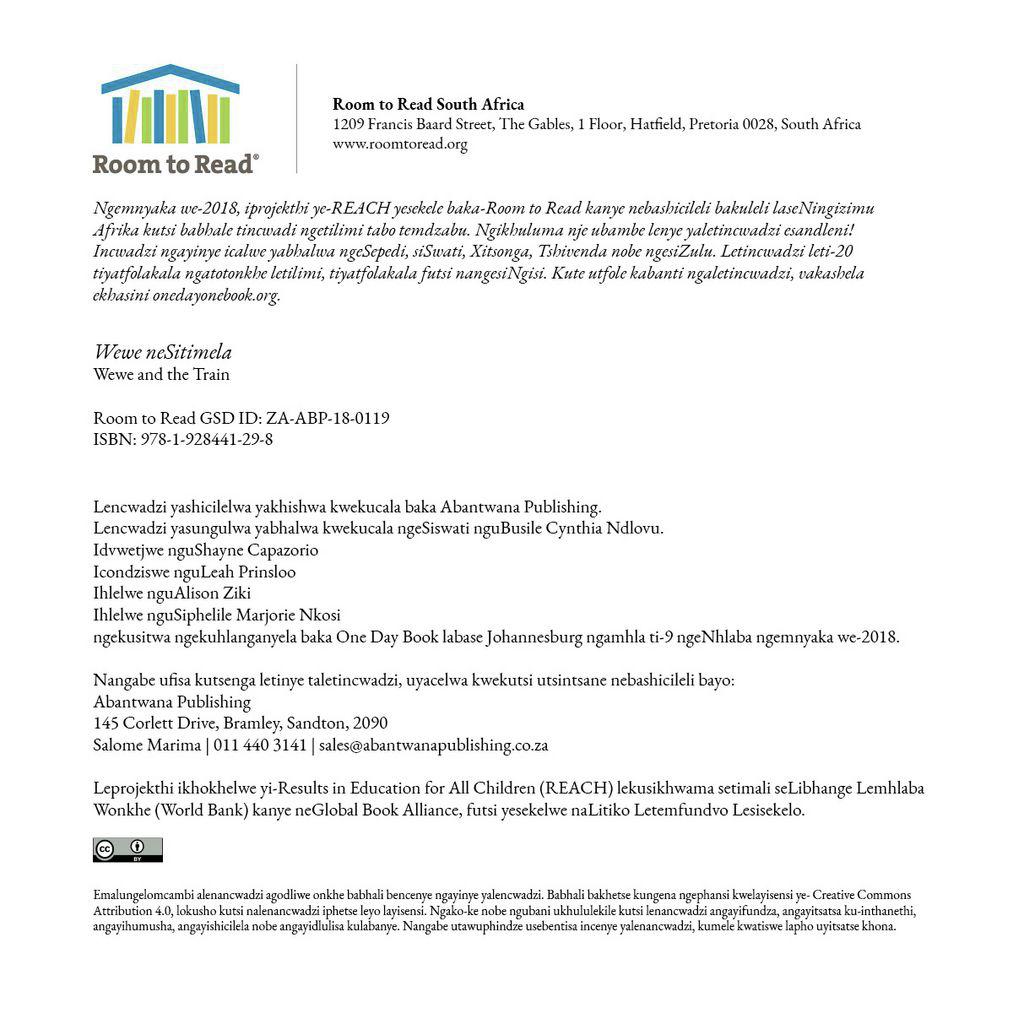 Room to Read®
Room to Read South Africa
1209 Francis Baard Street, The Gables, 1 Floor, Hatfield, Pretoria 0028, South Africa
www.roomtoread.org
Ngemnyaka we-2018, iprojekthi ye-REACH yesekele baka-Room to Read kanye nebashicileli bakuleli laseNingizimu
Afrika kutsi babhale tincwadi ngetilimi tabo temdzabu. Ngikhuluma nje ubambe lenye yaletincwadzi esandleni!
Incwadzi ngayinye icalwe yabhalwa ngeSepedi, siSwati, Xitsonga, Tshivenda nobe ngesiZulu. Letincwadzi leti-20
tiyatfolakala ngatotonkhe letilimi, tiyatfolakala futsi nangesiNgisi. Kute utfole kabanti ngaletincwadzi, vakashela
ekhasini onedayonebook.org.
Wewe neSitimela
Wewe and the Train
Room to Read GSD ID: ZA-ABP-18-0119
ISBN: 978-1-928441-29-8
Lencwadzi yashicilelwa yakhishwa kwekucala baka Abantwana Publishing.
Lencwadzi yasungulwa yabhalwa kwekucala ngeSiswati nguBusile Cynthia Ndlovu.
Idvwetjwe nguShayne Capazorio
Icondziswe nguLeah Prinsloo
Ihlelwe nguAlison Ziki
Ihlelwe nguSiphelile Marjorie Nkosi
ngekusitwa ngekuhlanganyela baka One Day Book labase Johannesburg ngamhla ti-9 ngeNhlaba ngemnyaka we-2018.
Nangabe ufisa kutsenga letinye taletincwadzi, uyacelwa kwekutsi utsintsane nebashicileli bayo:
Abantwana Publishing
145 Corlett Drive, Bramley, Sandton, 2090
Salome Marima | 011 440 3141 | sales@abantwanapublishing.co.za
Leprojekthi ikhokhelwe yi-Results in Education for All Children (REACH) lekusikhwama setimali seLibhange Lemhlaba
Wonkhe (World Bank) kanye neGlobal Book Alliance, futsi yesekelwe naLitiko Letemfundvo Lesisekelo.
cc BY
Emalungelomcambi alenancwadzi agodliwe onkhe babhali bencenye ngayinye yalencwadzi. Babhali bakhetse kungena ngephansi kwelayisensi ye- Creative Commons
Attribution 4.0, lokusho kutsi nalenancwadzi iphetse leyo layisensi. Ngako-ke nobe ngubani ukhululekile kutsi lenancwadzi angayifundza, angayitsatsa ku-inthanethi,
angayihumusha, angayishicilela nobe angayidlulisa kulabanye. Nangabe utawuphindze usebentisa incenye yalenancwadzi, kumele kwatiswe lapho uyitsatse khona.